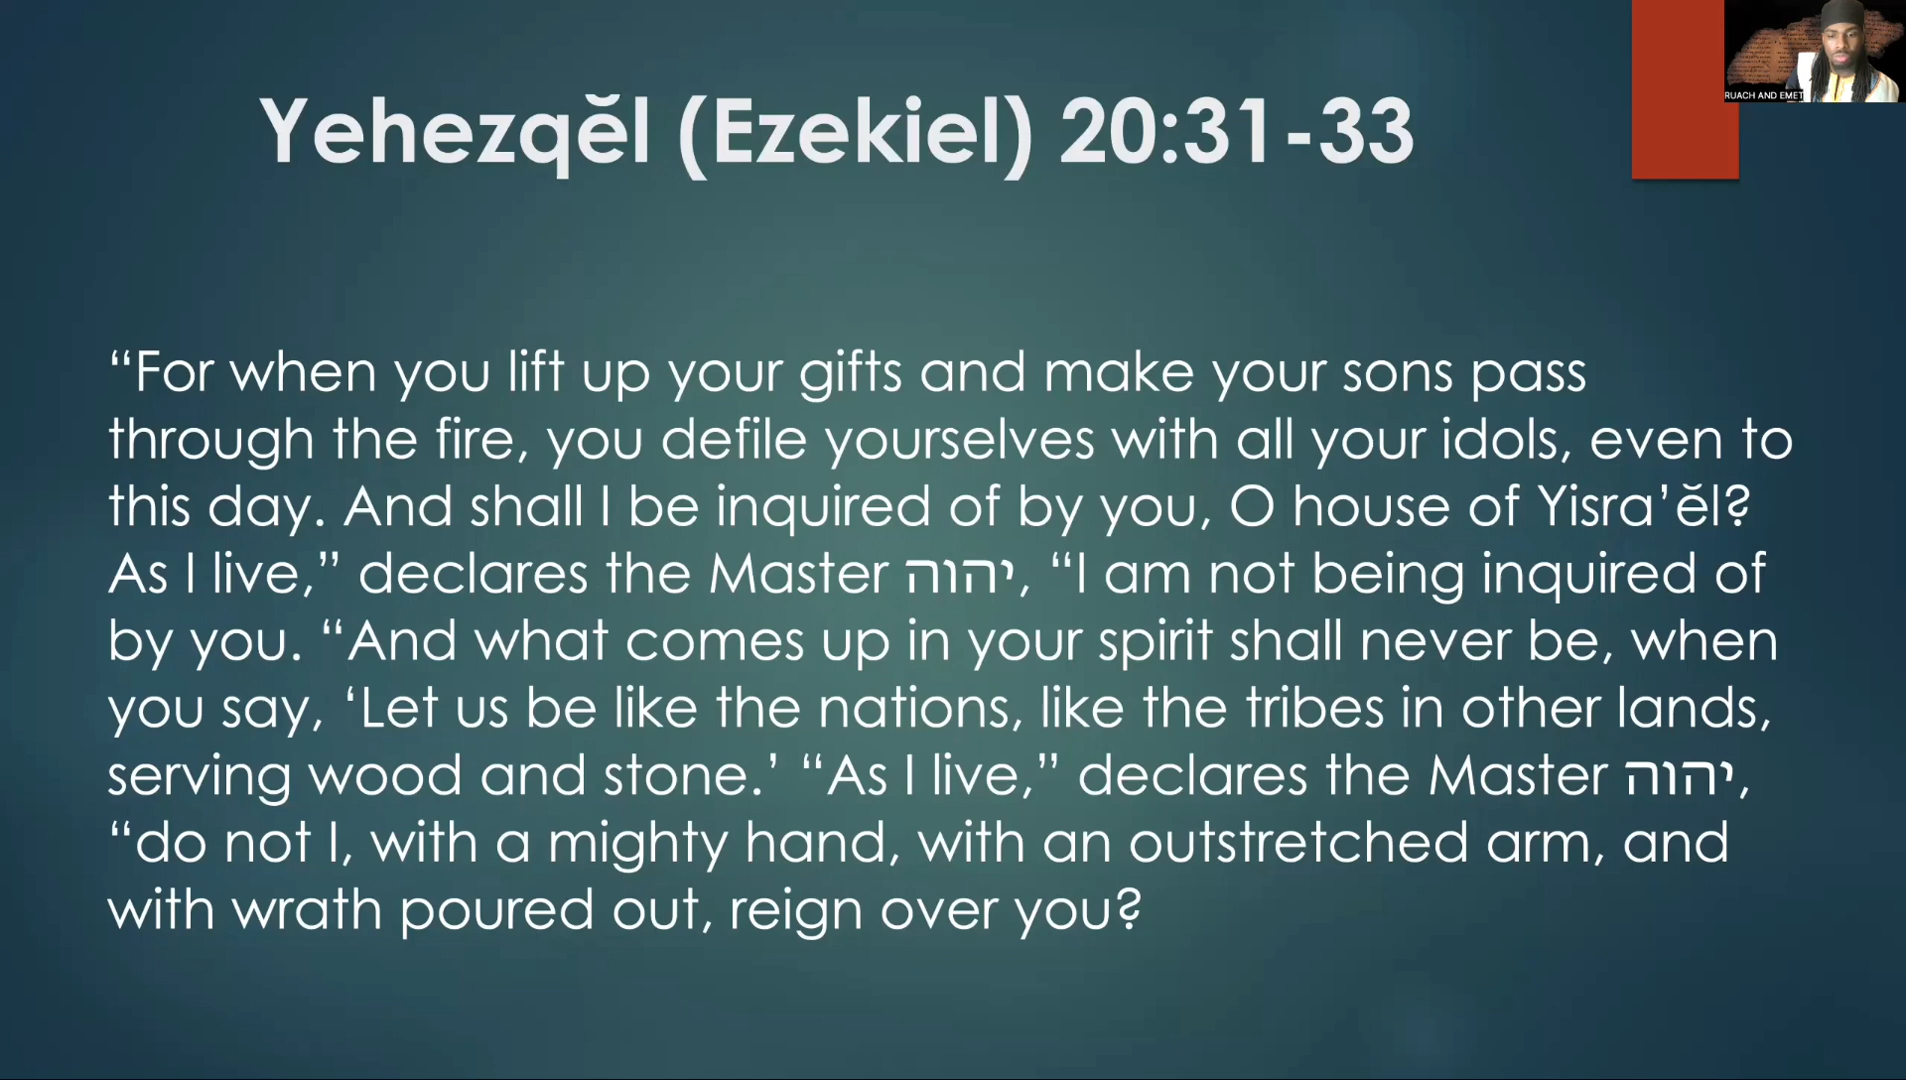 RUACH AND EMET
Yehezqĕl (Ezekiel) 20:31-33
“For when you lift up your gifts and make your sons pass
through the fire, you defile yourselves with all your idols, even to
this day. And shall I be inquired of by you, O house of Yisra’ĕl?
As I live,” declares the Master יהוה, “I am not being inquired of
by you. “And what comes up in your spirit shall never be, when
you say, ‘Let us be like the nations, like the tribes in other lands,
serving wood and stone.’ “As I live,” declares the Master יהוה,
“do not I, with a mighty hand, with an outstretched arm, and
with wrath poured out, reign over you?